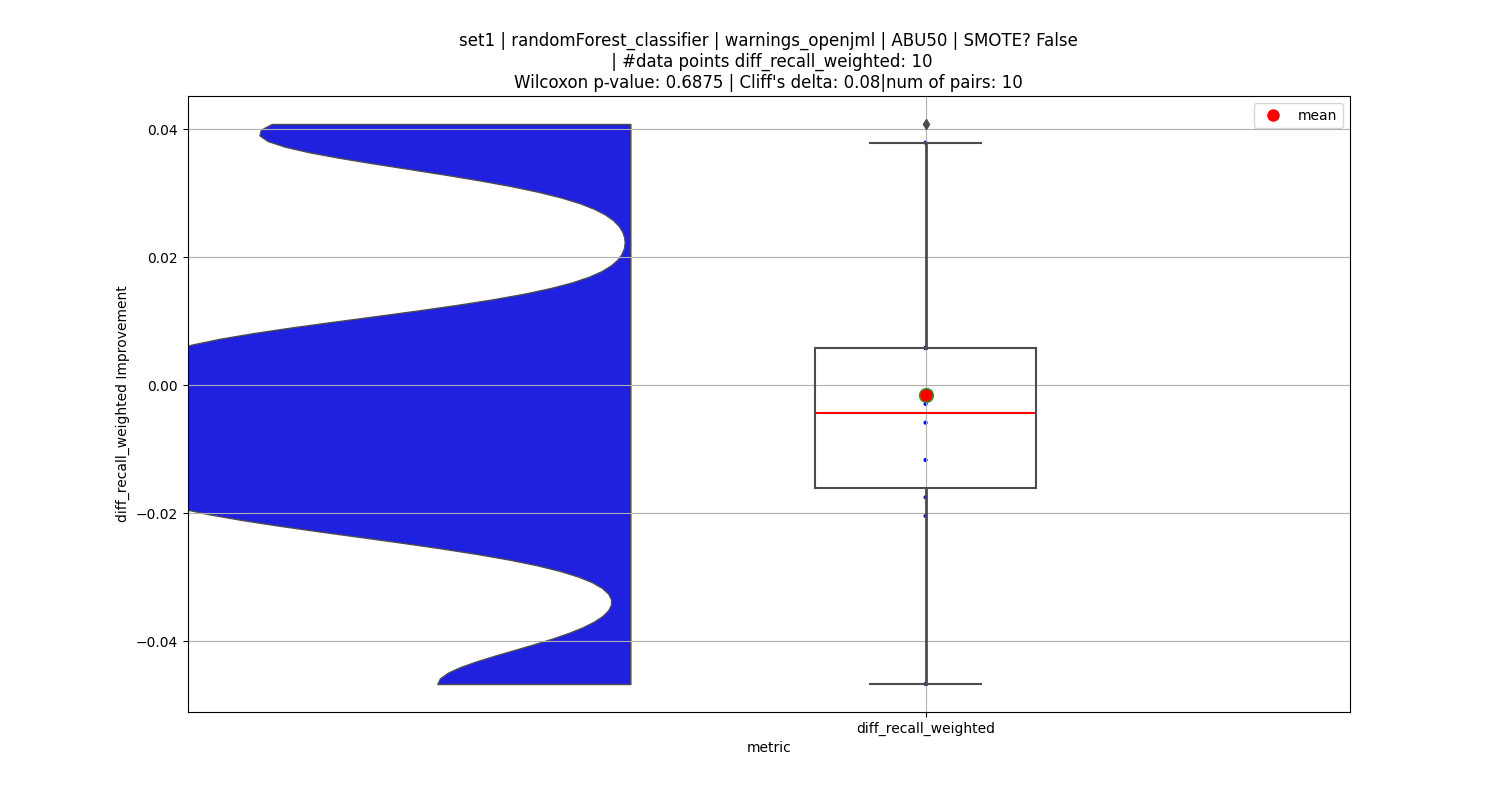 set1 | randomForest_classifier | warnings_openjml | ABU50 | SMOTE? False
| #data points diff_recall_weighted: 10
Wilcoxon p-value: 0.6875 | Cliff's delta: 0.08|num of pairs: 10
mean
0.04
0.02
0.00
−0.02
−0.04
diff_recall_weighted Improvement
diff_recall_weighted
metric